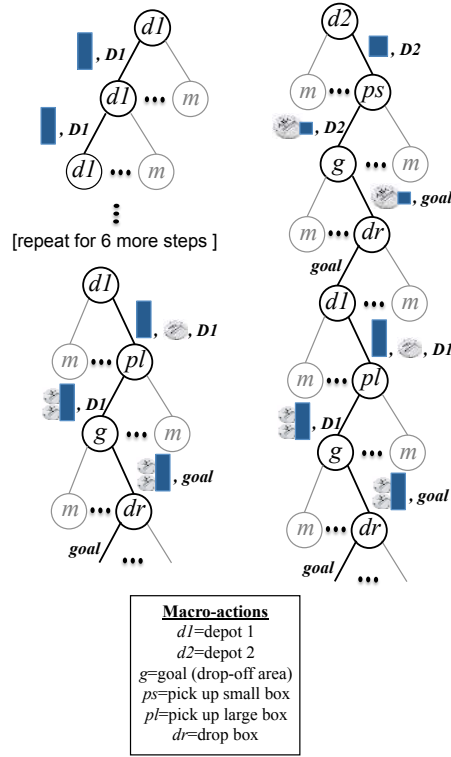 d1
, D1
d1
m
, D1
d1
m
[repeat for 6 more steps ]
d1
, , D1
m
pl
, D1
g
m
, goal
m
dr
goal
d2
, D2
m
ps
, D2
g
m
, goal
m
dr
goal
d1
m
, , D1
m
pl
, D1
g
m
, goal
m
dr
goal
Macro-actions
d1=depot 1
d2=depot 2
g=goal (drop-off area)
ps=pick up small box
pl=pick up large box
dr=drop box